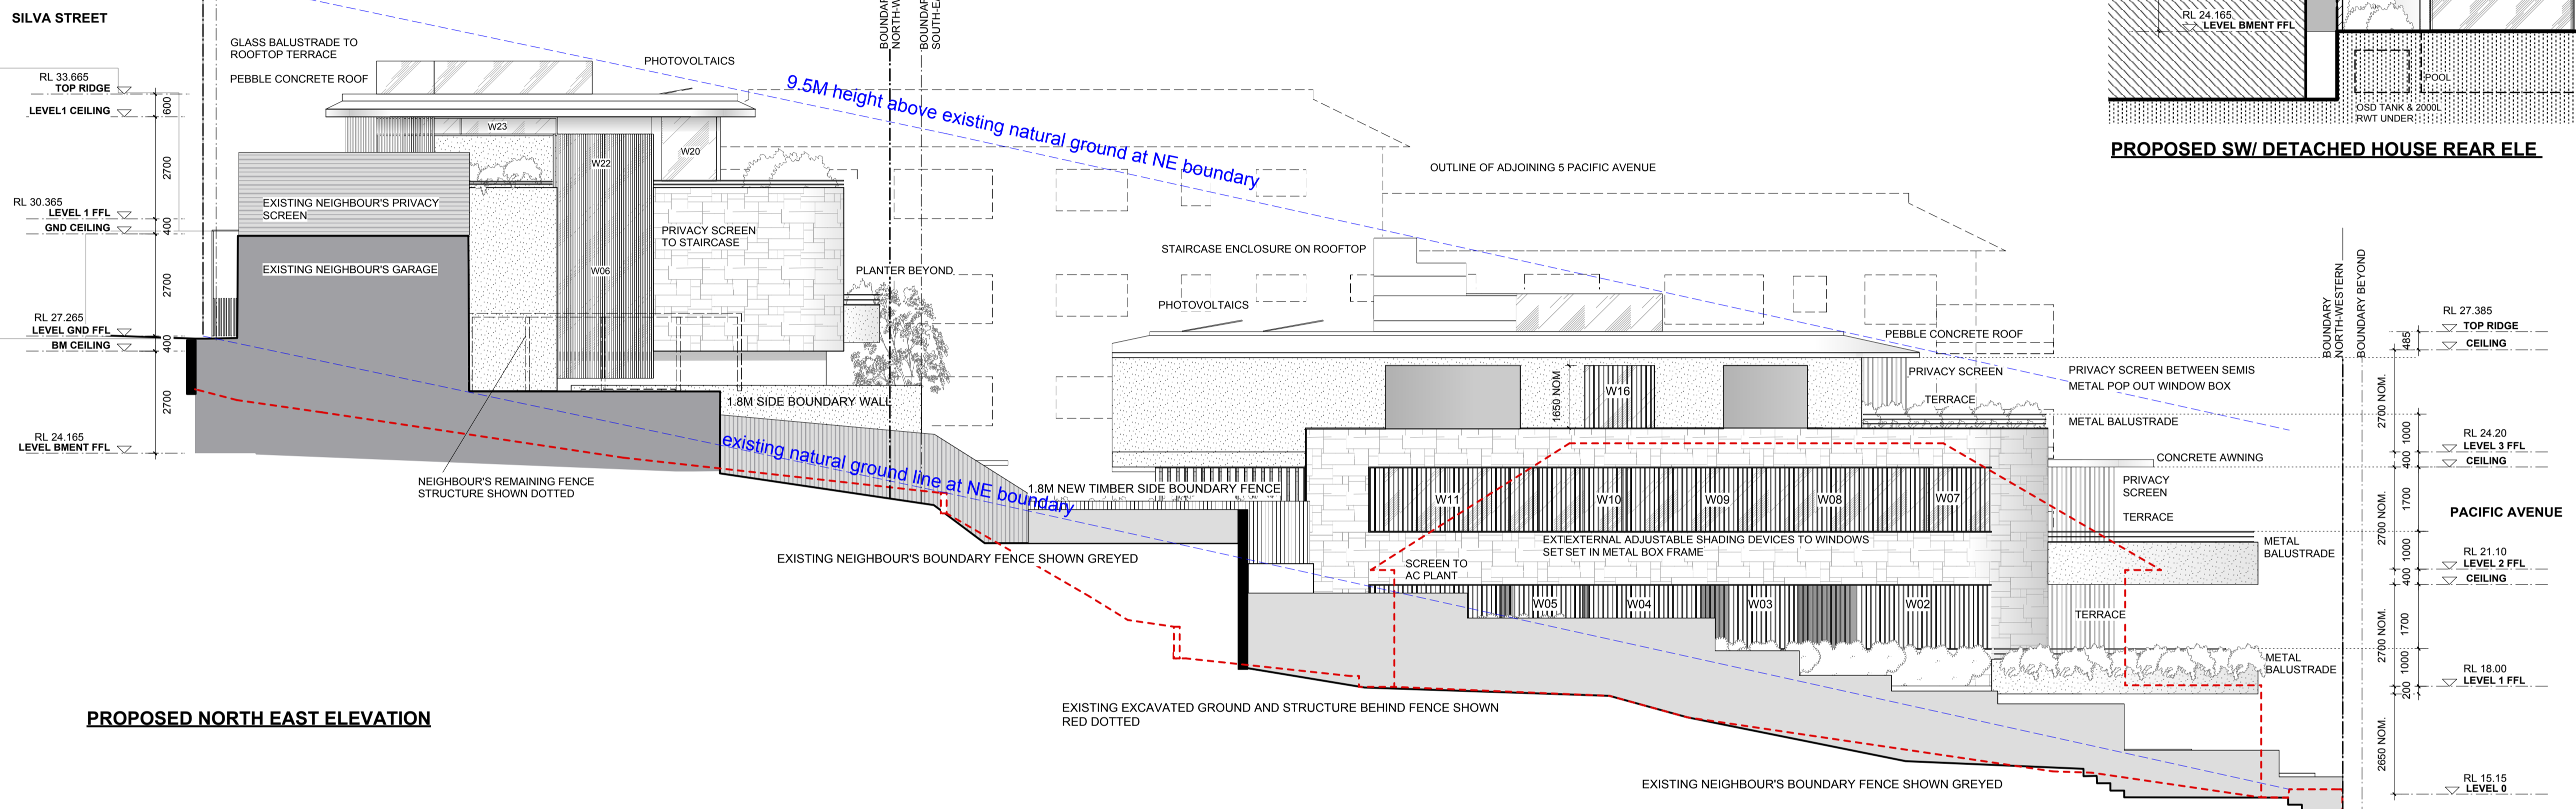 SILVA STREET
RL 33.665
TOP RIDGE
LEVEL1 CEILING
RL 30.365
LEVEL 1 FFL
GND CEILING
RL 27.265
LEVEL GND FFL
BM CEILING
RL 24.165
LEVEL BMENT FFL
600
2700
400
2700
400
2700
GLASS BALUSTRADE TO
ROOFTOP TERRACE
PEBBLE CONCRETE ROOF
PHOTOVOLTAICS
W23
W22
W20
W06
EXISTING NEIGHBOUR'S PRIVACY
SCREEN
EXISTING NEIGHBOUR'S GARAGE
PRIVACY SCREEN
TO STAIRCASE
PLANTER BEYOND
1.8M SIDE BOUNDARY WALL
NEIGHBOUR'S REMAINING FENCE
STRUCTURE SHOWN DOTTED
9.5M height above existing natural ground at NE boundary
existing natural ground line at NE boundary
OUTLINE OF ADJOINING 5 PACIFIC AVENUE
STAIRCASE ENCLOSURE ON ROOFTOP
PHOTOVOLTAICS
PEBBLE CONCRETE ROOF
1650 NOM
W16
PRIVACY SCREEN
TERRACE
PRIVACY SCREEN BETWEEN SEMIS
METAL POP OUT WINDOW BOX
METAL BALUSTRADE
CONCRETE AWNING
1.8M NEW TIMBER SIDE BOUNDARY FENCE
W11
W10
W09
W08
W07
PRIVACY
SCREEN
TERRACE
EXTIEXTERNAL ADJUSTABLE SHADING DEVICES TO WINDOWS
SET SET IN METAL BOX FRAME
SCREEN TO
AC PLANT
METAL
BALUSTRADE
W05
W04
W03
W02
TERRACE
METAL
BALUSTRADE
EXISTING NEIGHBOUR'S BOUNDARY FENCE SHOWN GREYED
EXISTING EXCAVATED GROUND AND STRUCTURE BEHIND FENCE SHOWN
RED DOTTED
EXISTING NEIGHBOUR'S BOUNDARY FENCE SHOWN GREYED
PROPOSED NORTH EAST ELEVATION
BOUNDARY
NORTH-WESTERN
BOUNDARY BEYOND
485
2700 NOM.
1000
400
1700
2700 NOM.
1000
400
1700
2700 NOM.
1000
200
2650 NOM.
RL 27.385
TOP RIDGE
CEILING
RL 24.20
LEVEL 3 FFL
CEILING
PACIFIC AVENUE
RL 21.10
LEVEL 2 FFL
CEILING
RL 18.00
LEVEL 1 FFL
RL 15.15
LEVEL 0
RL 24.165
LEVEL BMENT FFL
POOL
OSD TANK & 2000L
RWT UNDER
PROPOSED SW/ DETACHED HOUSE REAR ELE